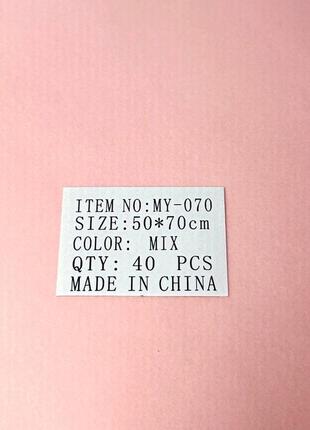 ITEM NO:MY-070
SIZE:50*70cm
COLOR: MIX
QTY: 40 PCS
MADE IN CHINA